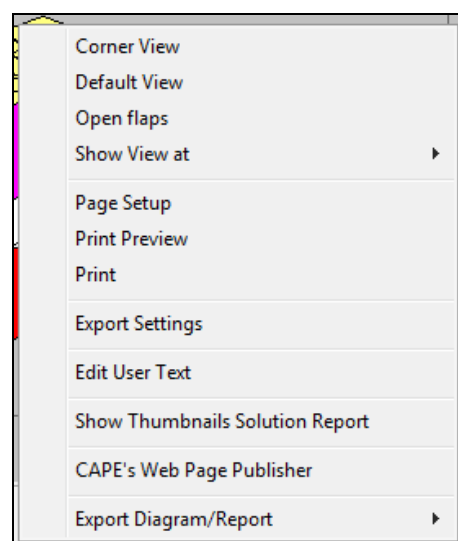 Corner View
Default View
Open flaps
Show View at
Page Setup
Print Preview
Print
Export Settings
Edit User Text
Show Thumbnails Solution Report
CAPE's Web Page Publisher
Export Diagram/Report